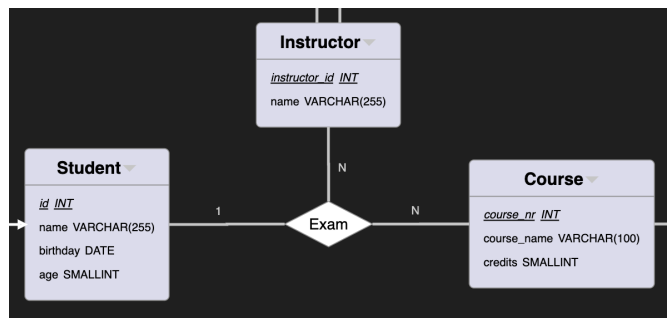 Instructor
instructor_id INT
name VARCHAR(255)
N
Student
id INT
name VARCHAR(255)
birthday DATE
age SMALLINT
1
Exam
N
Course
course_nr INT
course_name VARCHAR(100)
credits SMALLINT